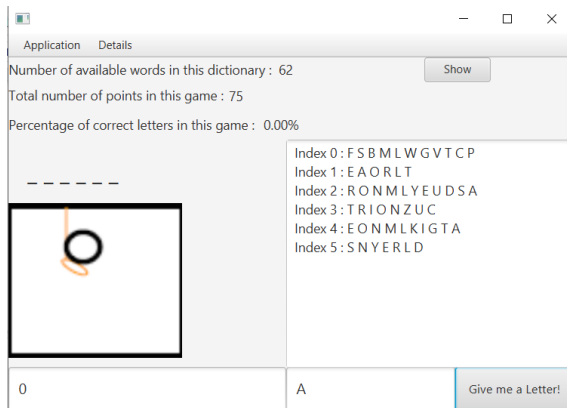 Application Details
Number of available words in this dictionary : 62
Show
Total number of points in this game : 75
Percentage of correct letters in this game : 0.00%
_ _ _ _ _ _
Index 0 : F S B M L W G V T C P
Index 1 : E A O R L T
Index 2 : R O N M L Y E U D S A
Index 3 : T R I O N Z U C
Index 4 : E O N M L K I G T A
Index 5 : S N Y E R L D
0
A
Give me a Letter!